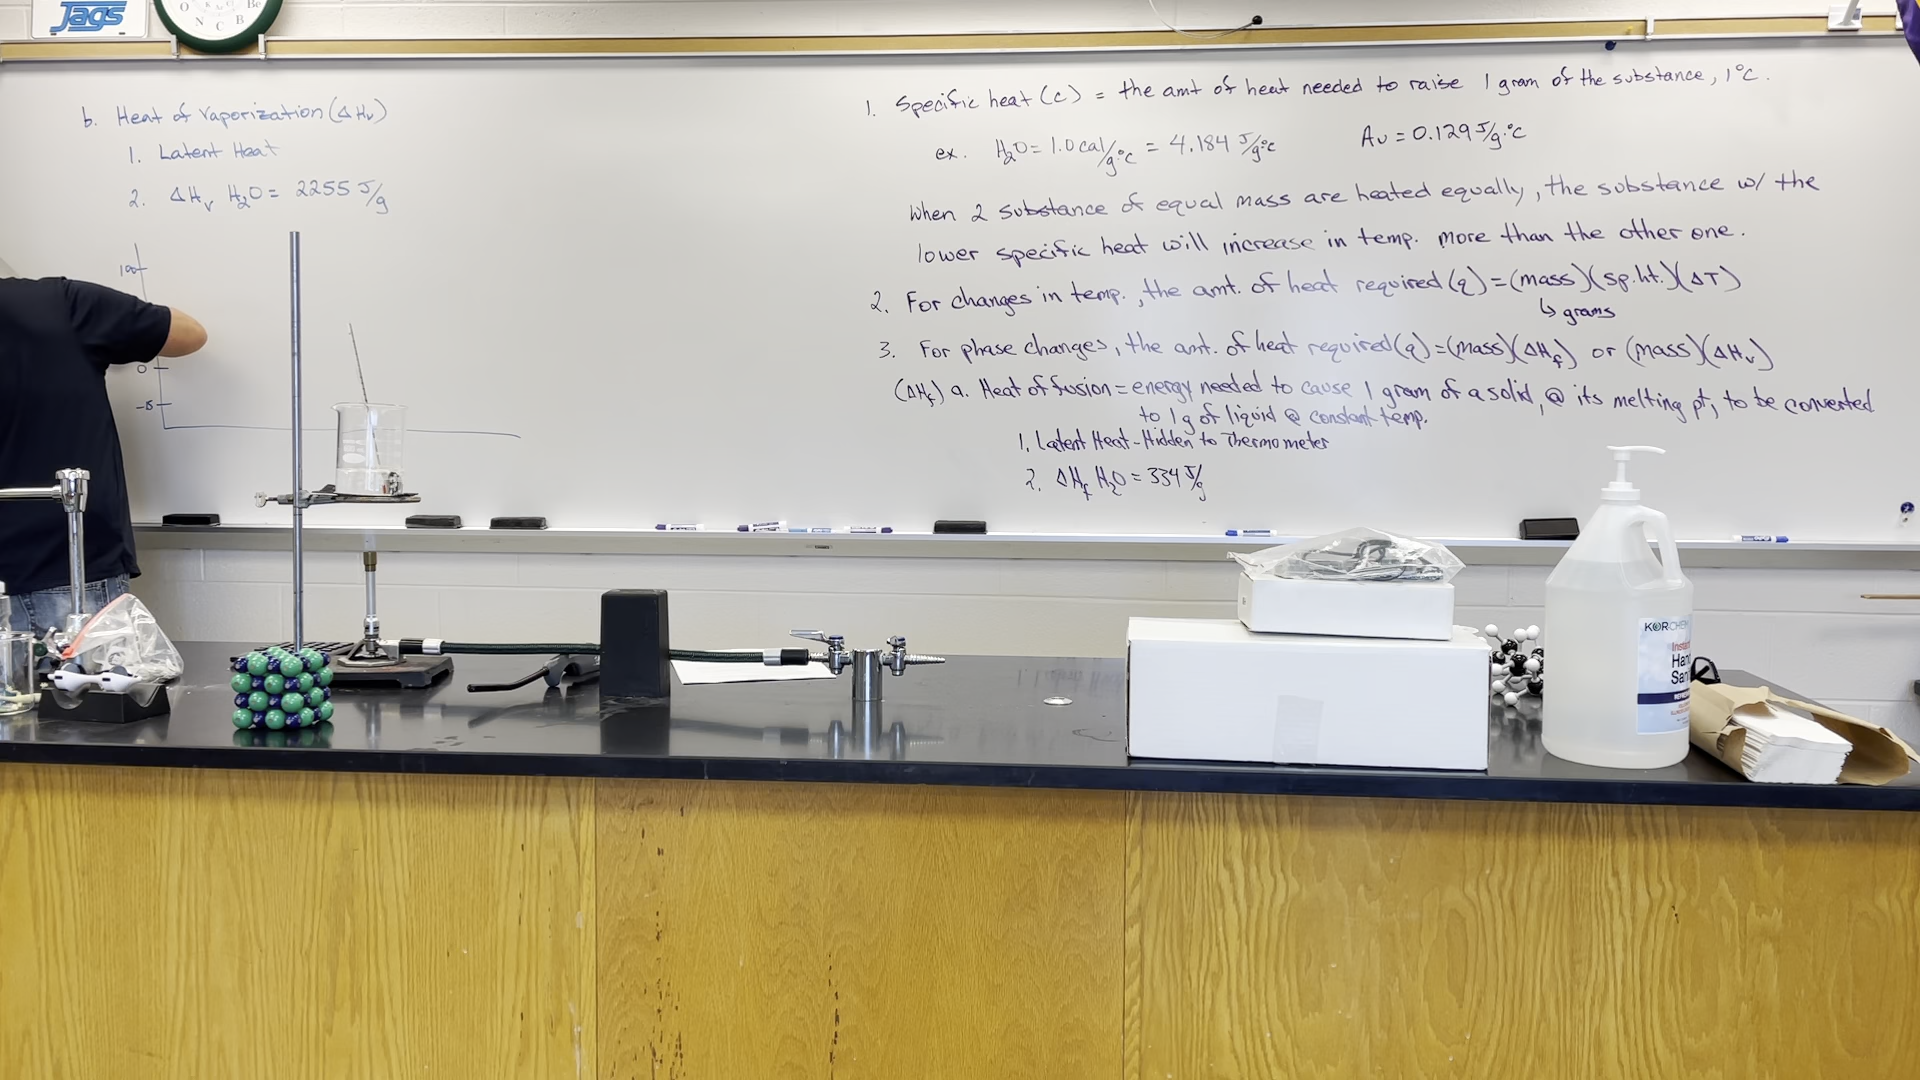 Jags
O
N
C
B
Be
b. Heat of Vaporization (ΔHv)
1. Latent Heat
2. ΔHv H₂O = 2255 J/g
100
0
-5
1. Specific heat (c) = the amt of heat needed to raise 1 gram of the substance, 1°C.
ex. H₂O = 1.0 cal/g·°C = 4.184 J/g·°C Au = 0.129 J/g·°C
When 2 substance of equal mass are heated equally, the substance w/ the
lower specific heat will increase in temp. more than the other one.
2. For changes in temp., the amt. of heat required (q) = (mass)(sp.ht.)(ΔT)
↳ grams
3. For phase changes, the amt. of heat required (q) = (mass)(ΔHf) or (mass)(ΔHv)
(ΔHf) a. Heat of fusion = energy needed to cause 1 gram of a solid, @ its melting pt, to be converted
to 1 g of liquid @ constant temp.
1. Latent Heat - Hidden to Thermometer
2. ΔHf H₂O = 334 J/g
KORCHEM
Instant
Hand